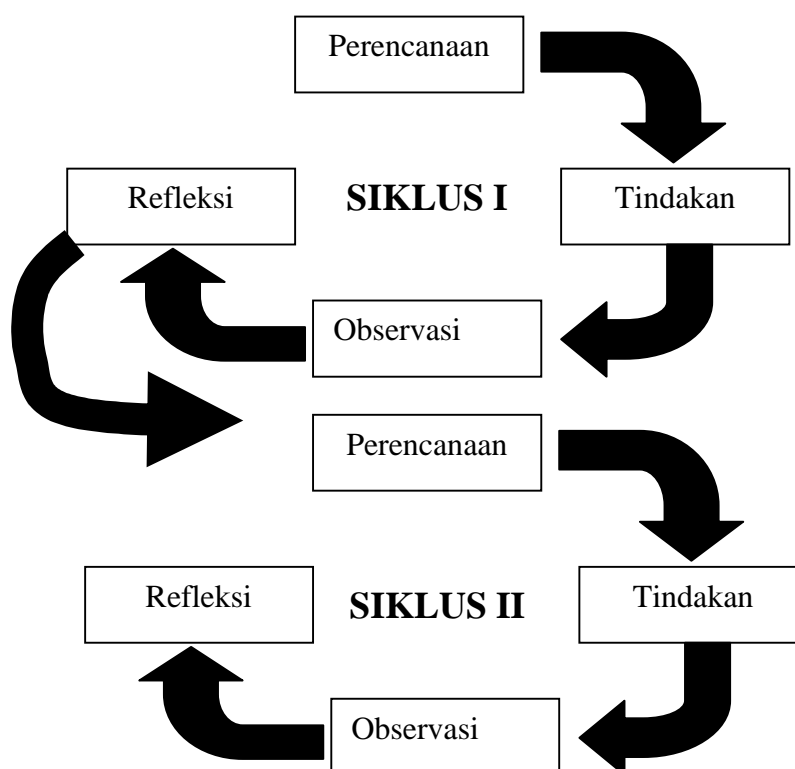 Perencanaan
Refleksi
SIKLUS I
Tindakan
Observasi
Perencanaan
Refleksi
SIKLUS II
Tindakan
Observasi